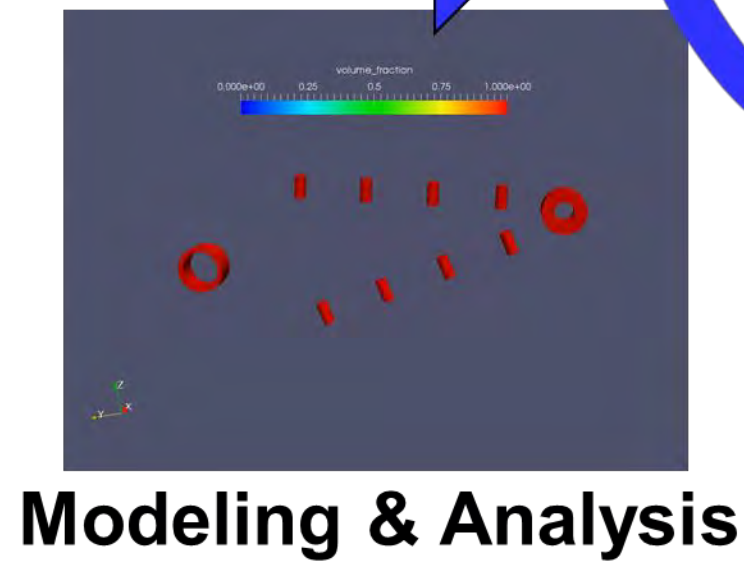 volume_fraction
0.000e+00 0.25 0.5 0.75 1.000e+00
Z
Y X
Modeling & Analysis